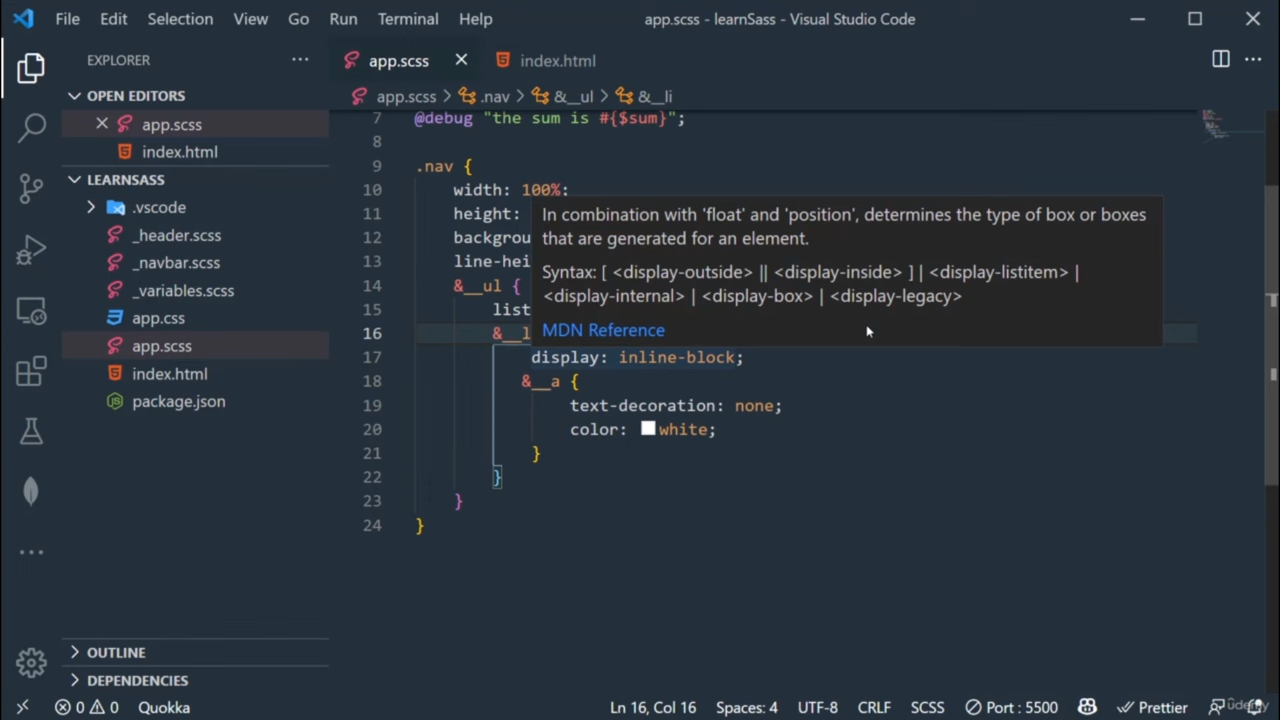 File Edit Selection View Go Run Terminal Help app.scss - learnSass - Visual Studio Code
EXPLORER
OPEN EDITORS
app.scss
index.html
LEARNSASS
.vscode
_header.scss
_navbar.scss
_variables.scss
app.css
app.scss
index.html
package.json
OUTLINE
DEPENDENCIES
app.scss index.html
app.scss > .nav > &__ul > &__li
7 @debug "the sum is #{$sum}";
8
9 .nav {
10 width: 100%;
11 height:
12 backgrou
13 line-hei
14 &__ul {
15 list
16 &__l
17 display: inline-block;
18 &__a {
19 text-decoration: none;
20 color: white;
21 }
22 }
23 }
24 }
In combination with 'float' and 'position', determines the type of box or boxes
that are generated for an element.
Syntax: [ <display-outside> || <display-inside> ] | <display-listitem> |
<display-internal> | <display-box> | <display-legacy>
MDN Reference
0 0 Quokka Ln 16, Col 16 Spaces: 4 UTF-8 CRLF SCSS Port : 5500 Prettier
udemy